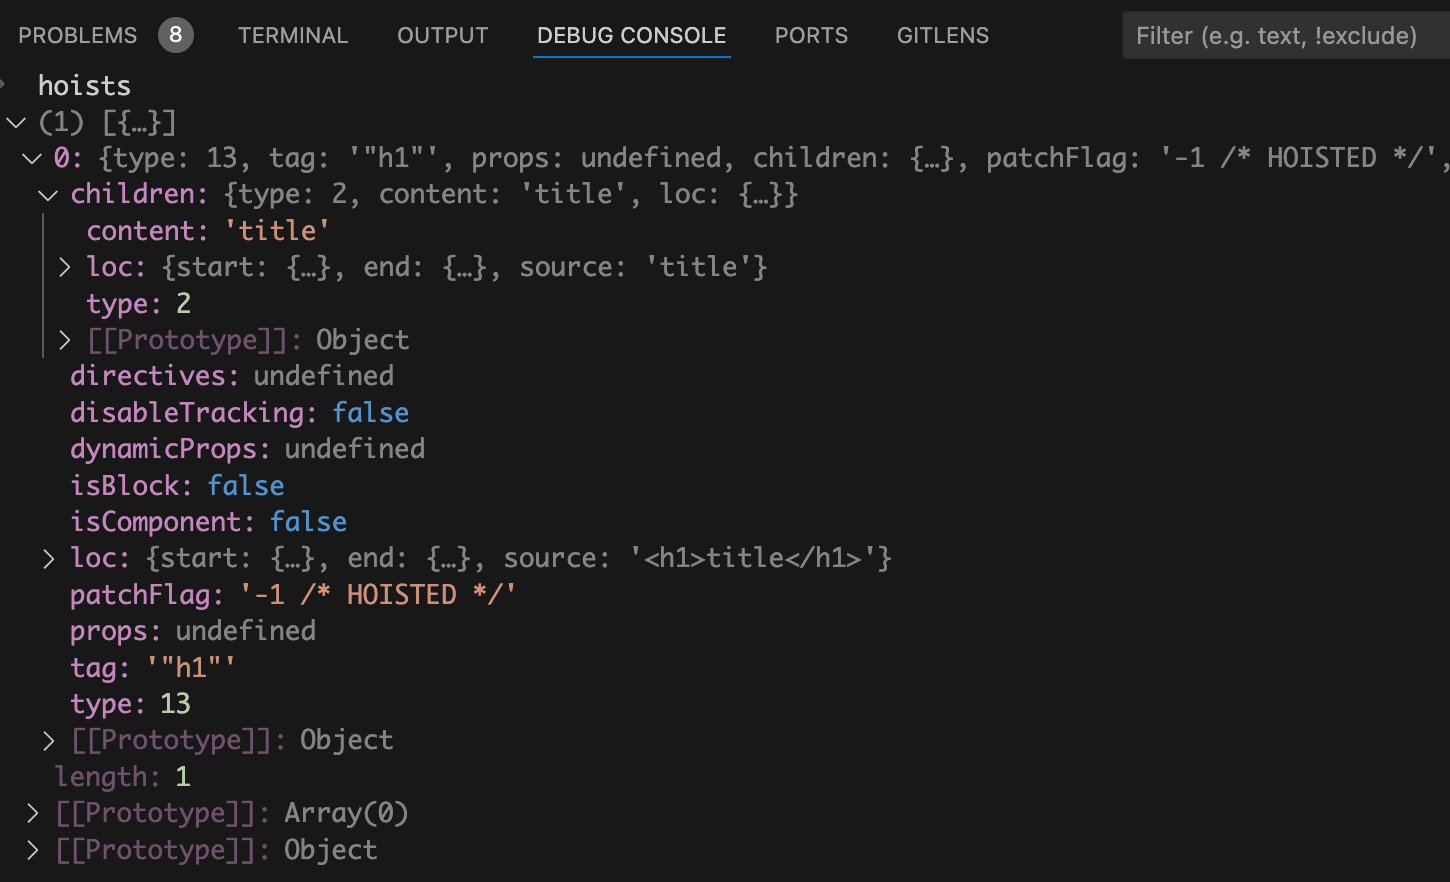 PROBLEMS 8 TERMINAL OUTPUT DEBUG CONSOLE PORTS GITLENS Filter (e.g. text, !exclude)
hoists
(1) [{…}]
0: {type: 13, tag: '"h1"', props: undefined, children: {…}, patchFlag: '-1 /* HOISTED */',
children: {type: 2, content: 'title', loc: {…}}
content: 'title'
loc: {start: {…}, end: {…}, source: 'title'}
type: 2
[[Prototype]]: Object
directives: undefined
disableTracking: false
dynamicProps: undefined
isBlock: false
isComponent: false
loc: {start: {…}, end: {…}, source: '<h1>title</h1>'}
patchFlag: '-1 /* HOISTED */'
props: undefined
tag: '"h1"'
type: 13
[[Prototype]]: Object
length: 1
[[Prototype]]: Array(0)
[[Prototype]]: Object